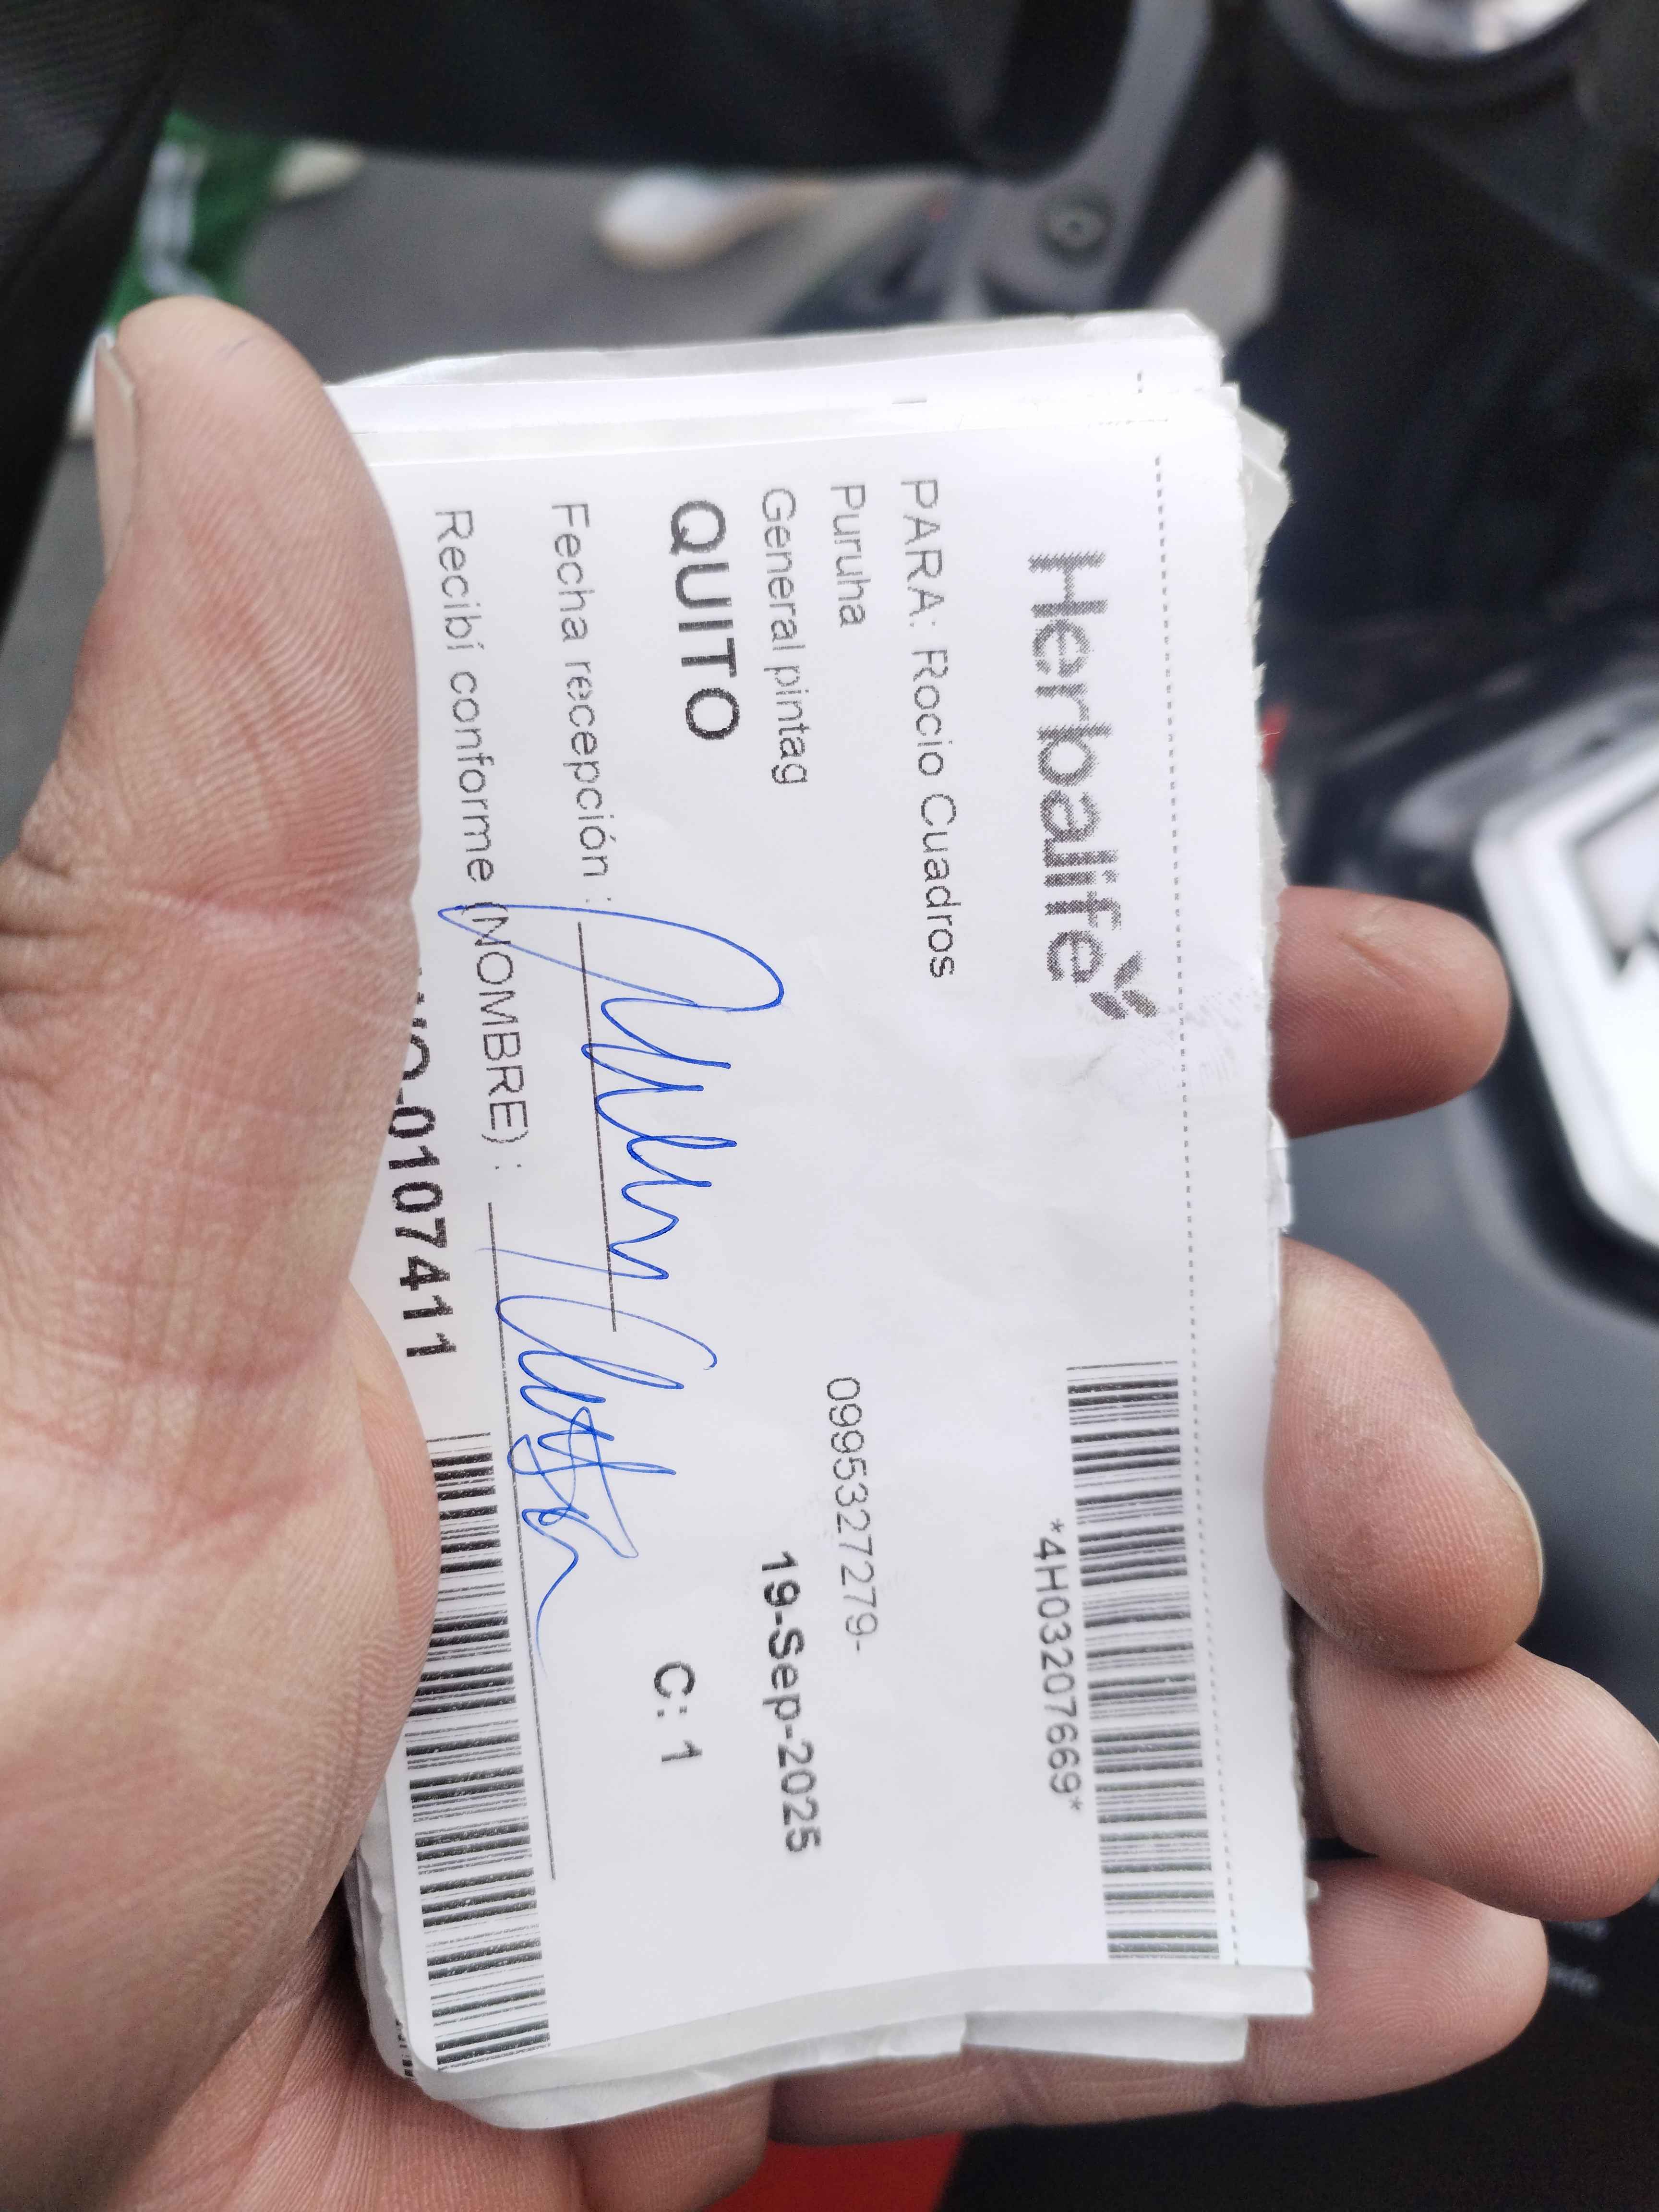 Herbalife
*4H03207669*
PARA: Rocio Cuadros
Puruha
0995327279-
General pintag
19-Sep-2025
QUITO
C: 1
Fecha recepción :
Recibí conforme (NOMBRE) :
-0107411